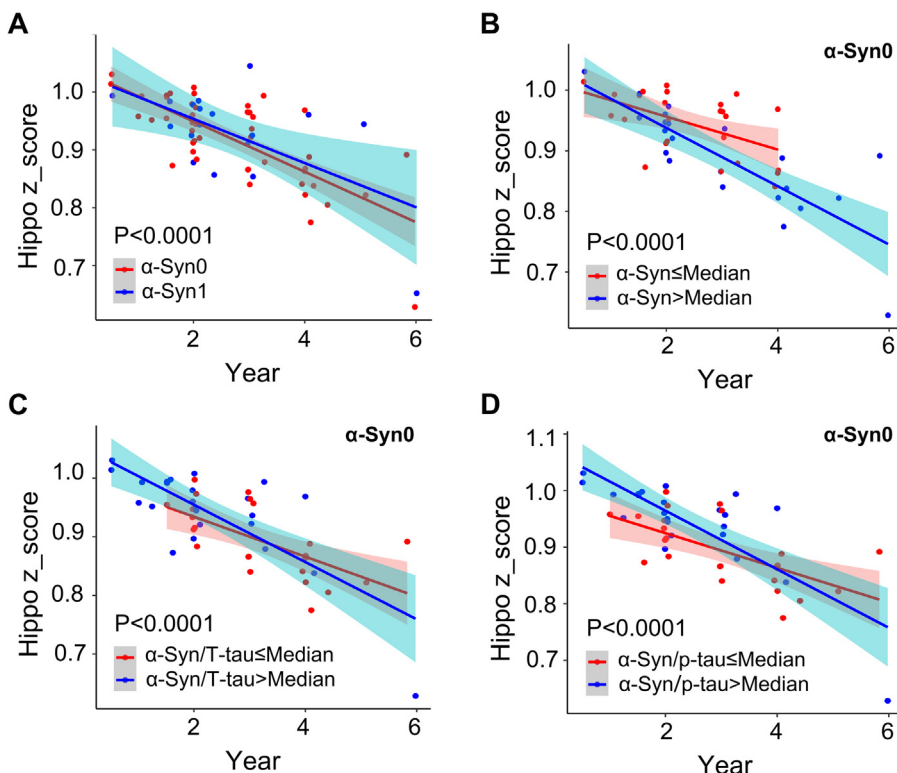 A
Hippo z_score
1.0
0.9
0.8
0.7
P<0.0001
α-Syn0
α-Syn1
2
4
6
Year
B
α-Syn0
Hippo z_score
1.0
0.9
0.8
0.7
P<0.0001
α-Syn≤Median
α-Syn>Median
2
4
6
Year
C
α-Syn0
Hippo z_score
1.0
0.9
0.8
0.7
P<0.0001
α-Syn/T-tau≤Median
α-Syn/T-tau>Median
2
4
6
Year
D
α-Syn0
Hippo z_score
1.1
1.0
0.9
0.8
0.7
P<0.0001
α-Syn/p-tau≤Median
α-Syn/p-tau>Median
2
4
6
Year